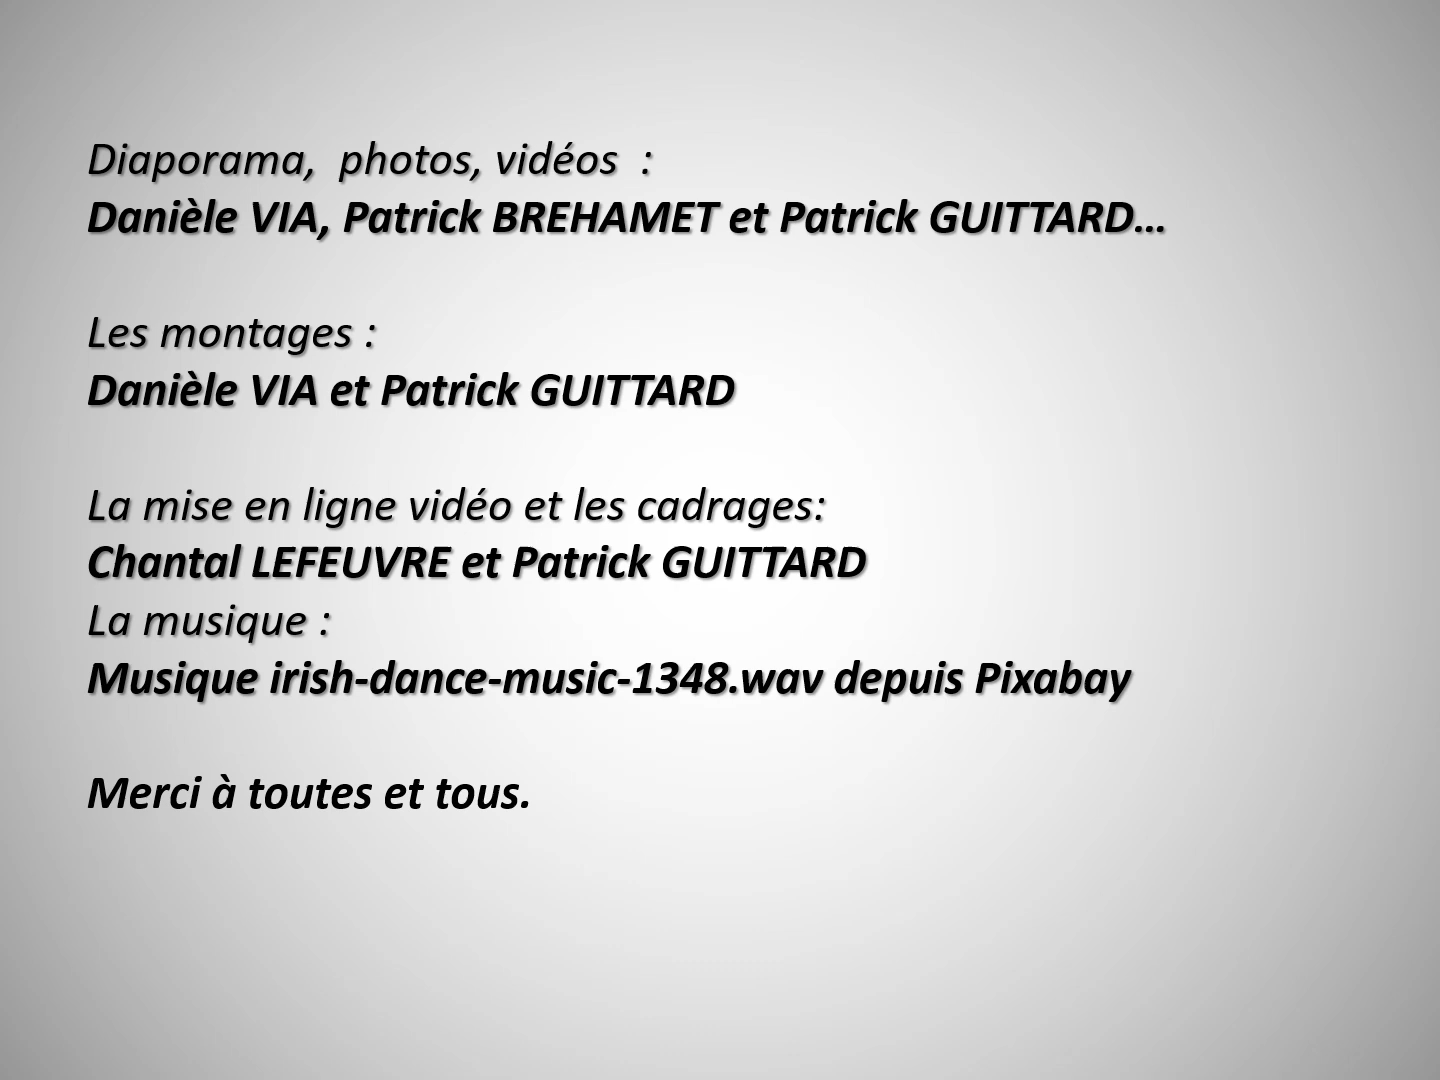 Diaporama,  photos, vidéos  :
Danièle VIA, Patrick BREHAMET et Patrick GUITTARD…
Les montages :
Danièle VIA et Patrick GUITTARD
La mise en ligne vidéo et les cadrages:
Chantal LEFEUVRE et Patrick GUITTARD
La musique :
Musique irish-dance-music-1348.wav depuis Pixabay
Merci à toutes et tous.